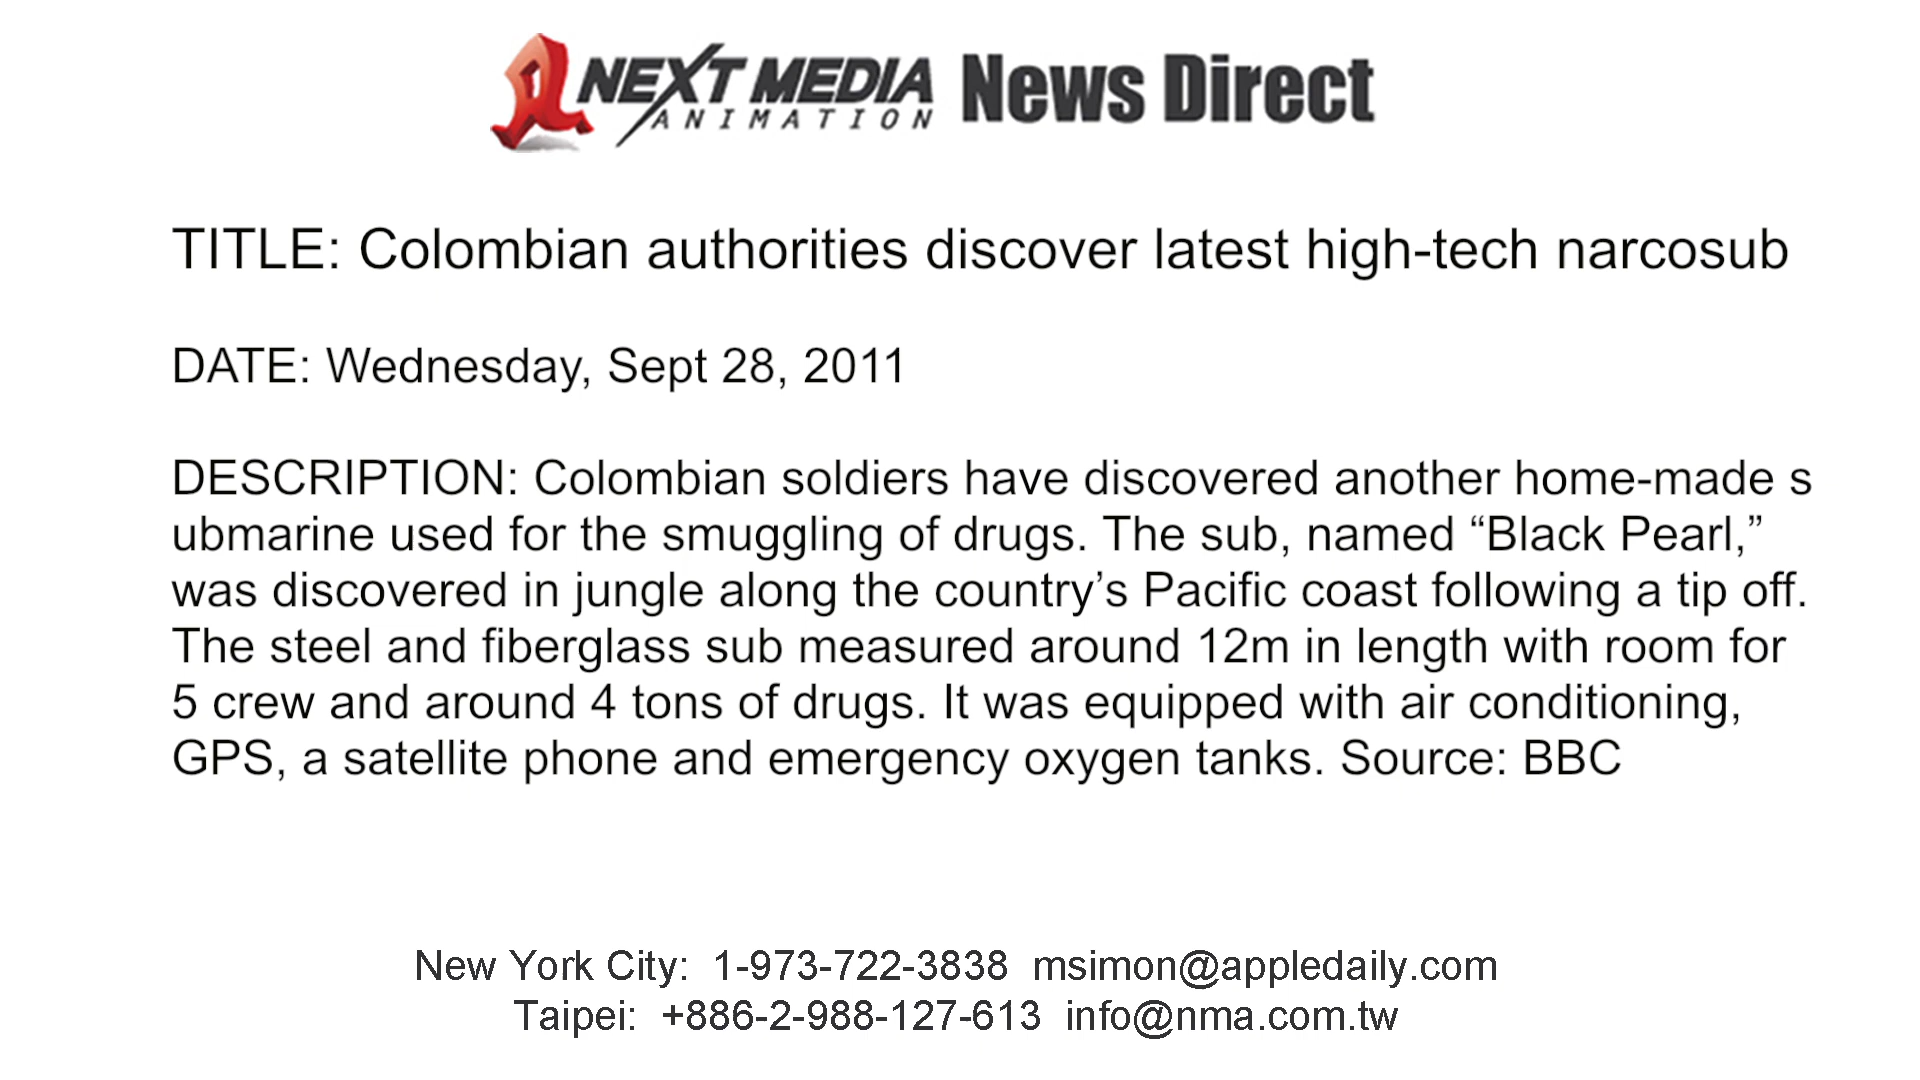 NEXT MEDIA ANIMATION News Direct
TITLE: Colombian authorities discover latest high-tech narcosub
DATE: Wednesday, Sept 28, 2011
DESCRIPTION: Colombian soldiers have discovered another home-made s
ubmarine used for the smuggling of drugs. The sub, named “Black Pearl,”
was discovered in jungle along the country’s Pacific coast following a tip off.
The steel and fiberglass sub measured around 12m in length with room for
5 crew and around 4 tons of drugs. It was equipped with air conditioning,
GPS, a satellite phone and emergency oxygen tanks. Source: BBC
New York City: 1-973-722-3838 msimon@appledaily.com
Taipei: +886-2-988-127-613 info@nma.com.tw